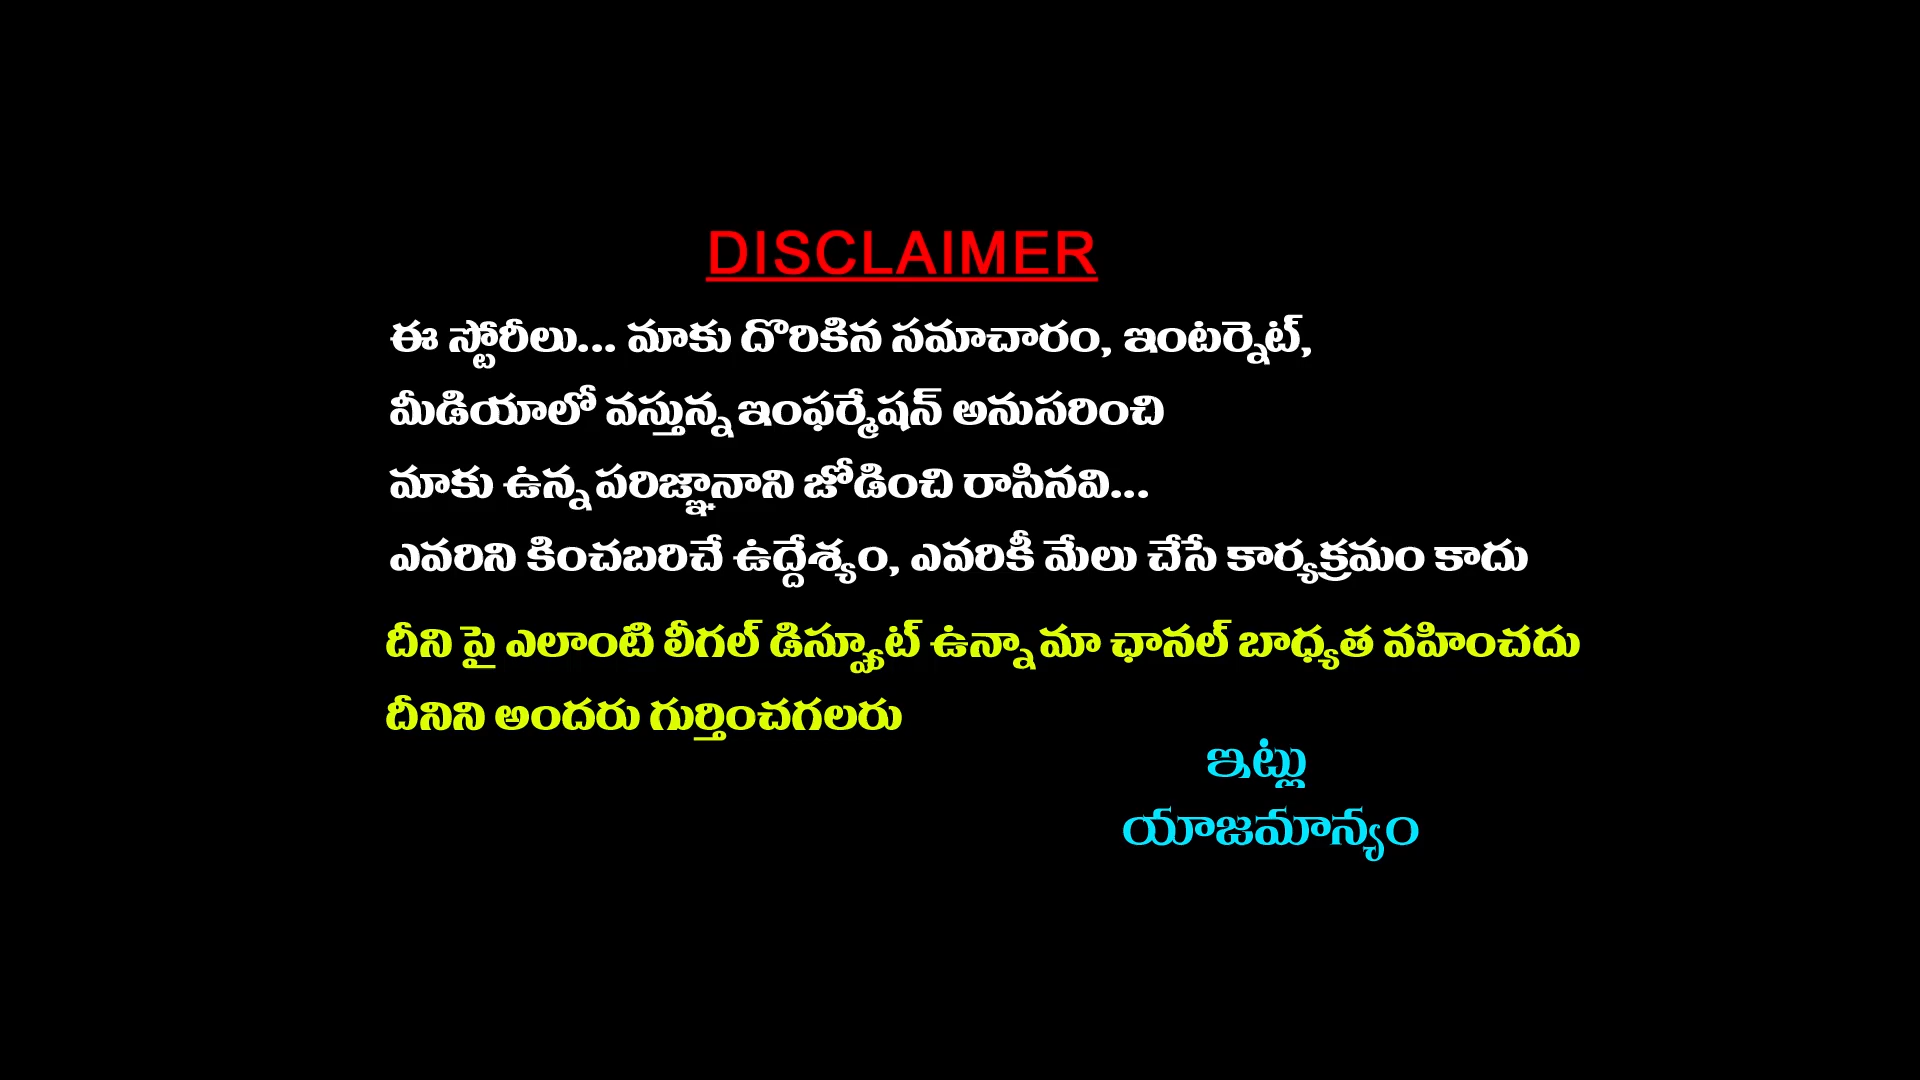 DISCLAIMER
ఈ స్టోరీలు... మాకు దొరికిన సమాచారం, ఇంటర్నెట్,
మీడియాలో వస్తున్న ఇంఫర్మేషన్ అనుసరించి
మాకు ఉన్న పరిజ్ఞానాని జోడించి రాసినవి...
ఎవరిని కించబరిచే ఉద్దేశ్యం, ఎవరికీ మేలు చేసే కార్యక్రమం కాదు
దీని పై ఎలాంటి లీగల్ డిస్ప్యూట్ ఉన్నా మా ఛానల్ బాధ్యత వహించదు
దీనిని అందరు గుర్తించగలరు
ఇట్లు
యాజమాన్యం